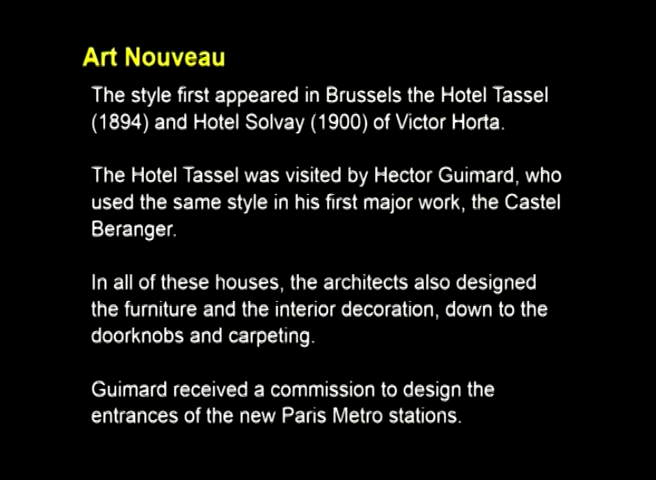 Art Nouveau
The style first appeared in Brussels the Hotel Tassel
(1894) and Hotel Solvay (1900) of Victor Horta.
The Hotel Tassel was visited by Hector Guimard, who
used the same style in his first major work, the Castel
Beranger.
In all of these houses, the architects also designed
the furniture and the interior decoration, down to the
doorknobs and carpeting.
Guimard received a commission to design the
entrances of the new Paris Metro stations.